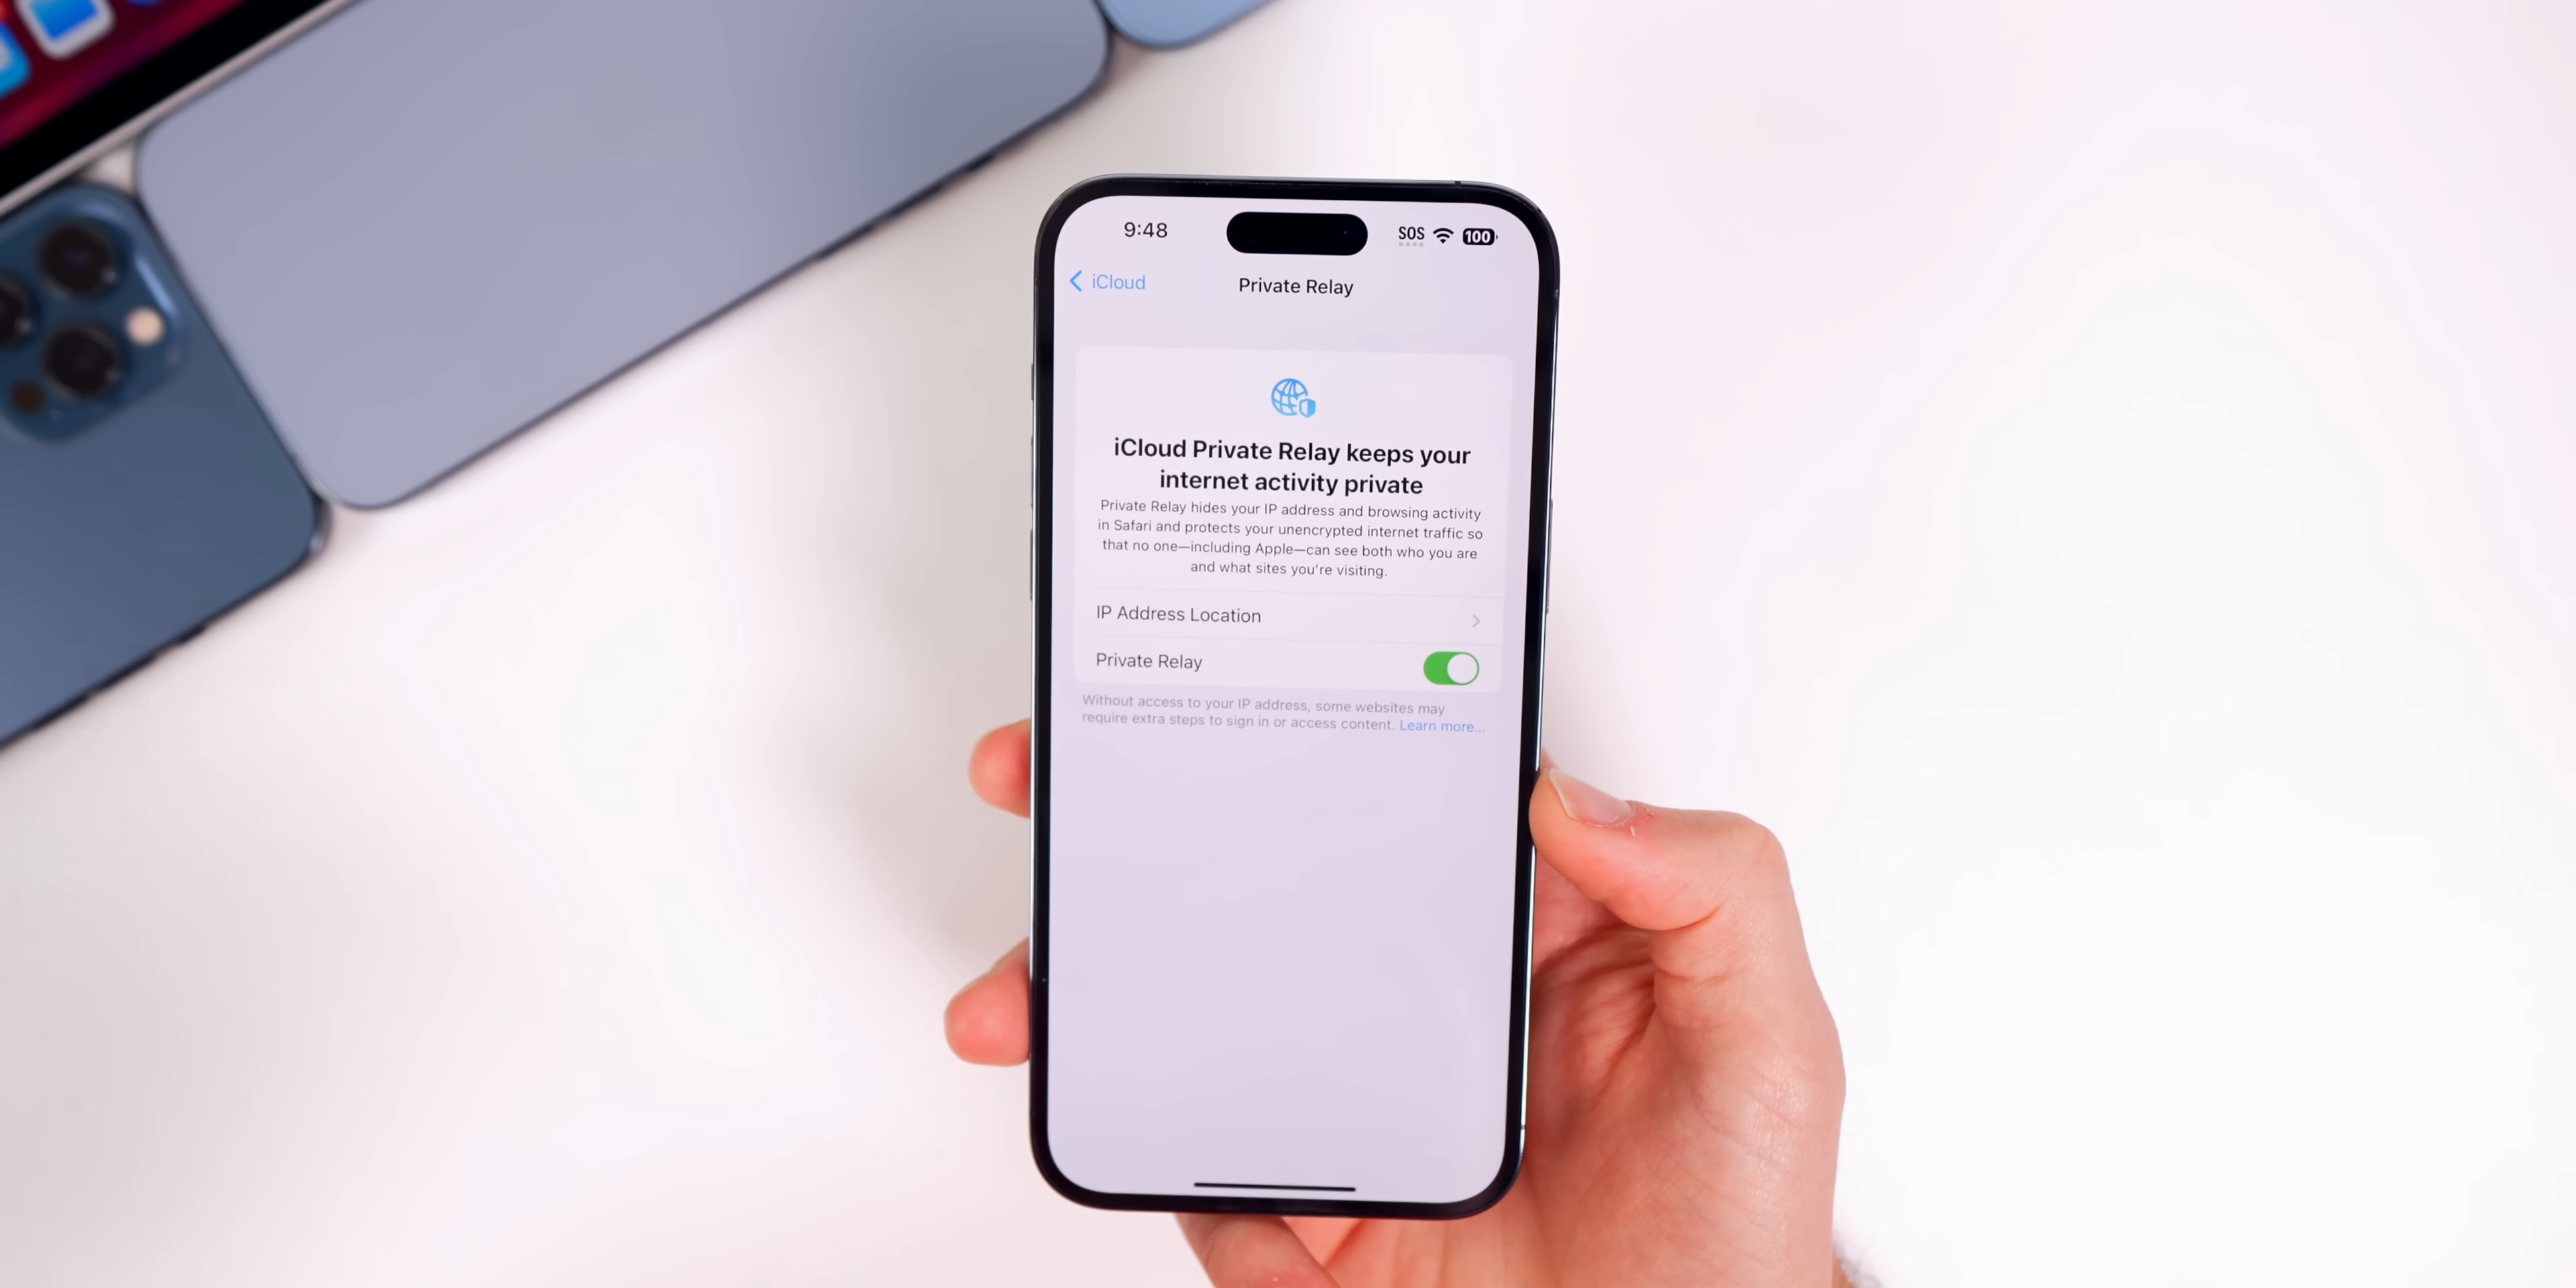 9:48
SOS
100
iCloud
Private Relay
iCloud Private Relay keeps your
internet activity private
Private Relay hides your IP address and browsing activity
in Safari and protects your unencrypted internet traffic so
that no one—including Apple—can see both who you are
and what sites you're visiting.
IP Address Location
Private Relay
Without access to your IP address, some websites may
require extra steps to sign in or access content. Learn more...